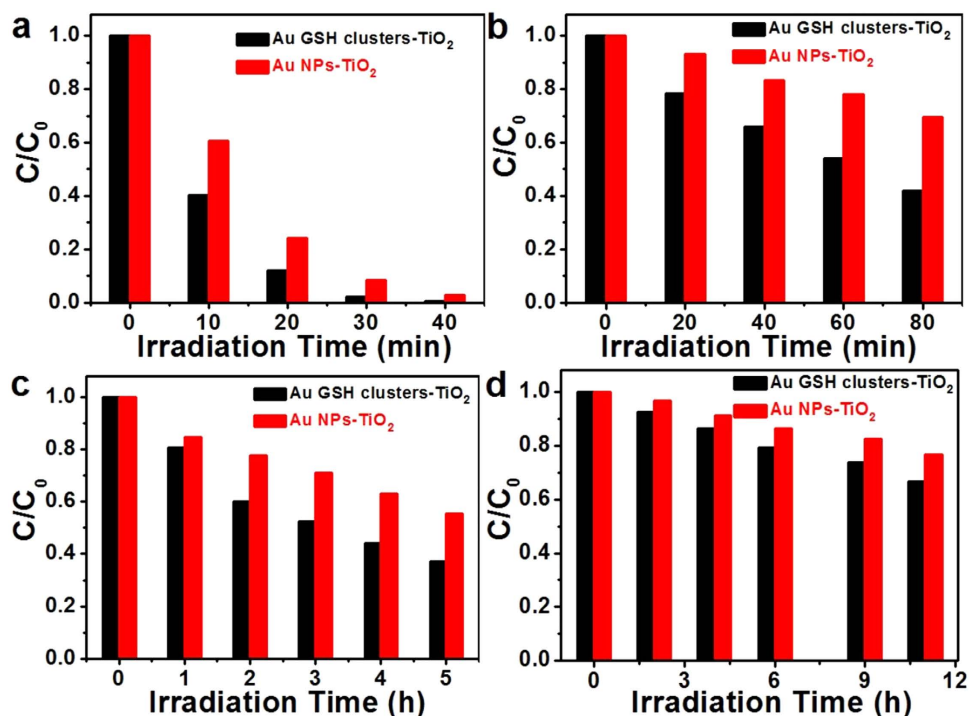 a
Au GSH clusters-TiO₂
Au NPs-TiO₂
C/C₀
1.0
0.8
0.6
0.4
0.2
0.0
0 10 20 30 40
Irradiation Time (min)
b
Au GSH clusters-TiO₂
Au NPs-TiO₂
C/C₀
1.0
0.8
0.6
0.4
0.2
0.0
0 20 40 60 80
Irradiation Time (min)
c
Au GSH clusters-TiO₂
Au NPs-TiO₂
C/C₀
1.0
0.8
0.6
0.4
0.2
0.0
0 1 2 3 4 5
Irradiation Time (h)
d
Au GSH clusters-TiO₂
Au NPs-TiO₂
C/C₀
1.0
0.8
0.6
0.4
0.2
0.0
0 3 6 9 12
Irradiation Time (h)